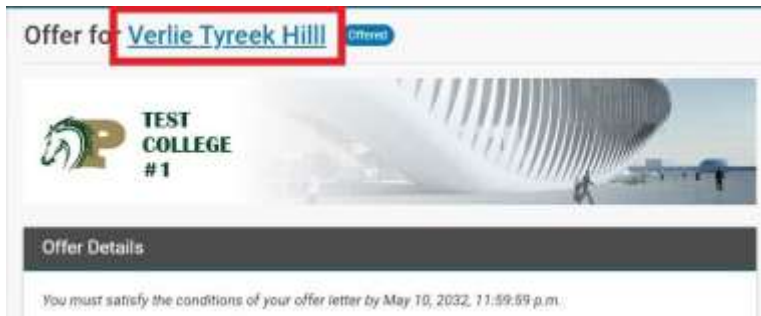 Offer for Verlie Tyreek Hilll Offered
TEST
COLLEGE
#1
Offer Details
You must satisfy the conditions of your offer letter by May 10, 2032, 11:59:59 p.m.